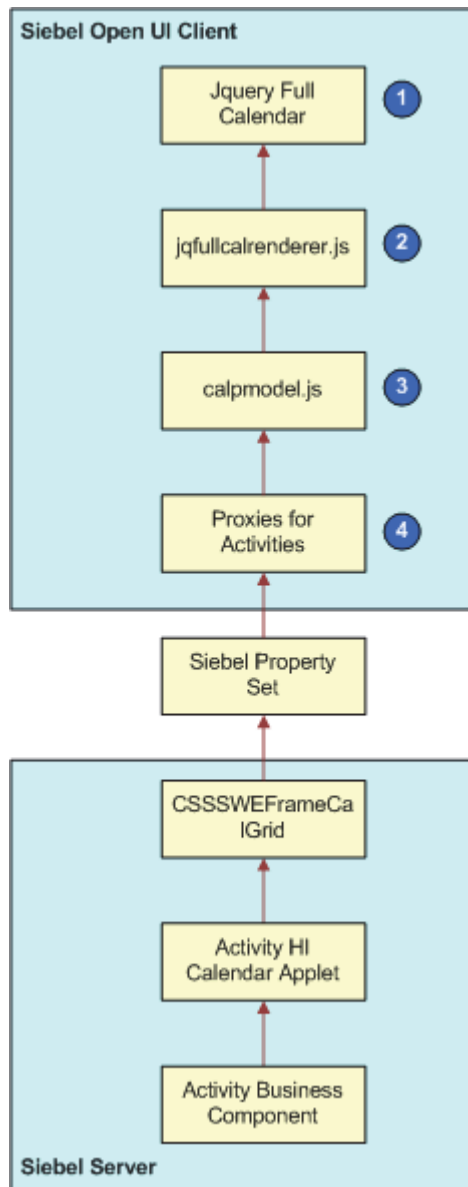 Siebel Open UI Client
Jquery Full
Calendar
1
jqfullcalrenderer.js
2
calpmodel.js
3
Proxies for
Activities
4
Siebel Property
Set
CSSSWEFrameCa
lGrid
Activity HI
Calendar Applet
Activity Business
Component
Siebel Server